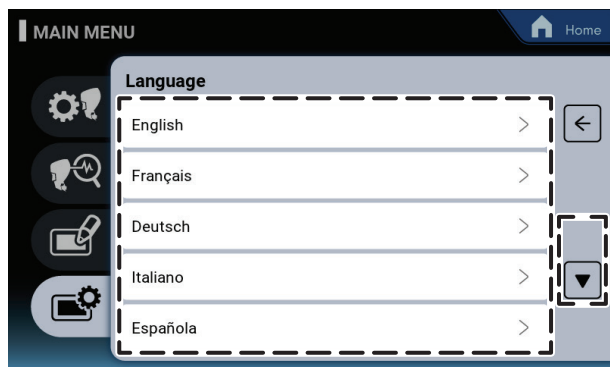 MAIN MENU
Home
Language
English
Français
Deutsch
Italiano
Española